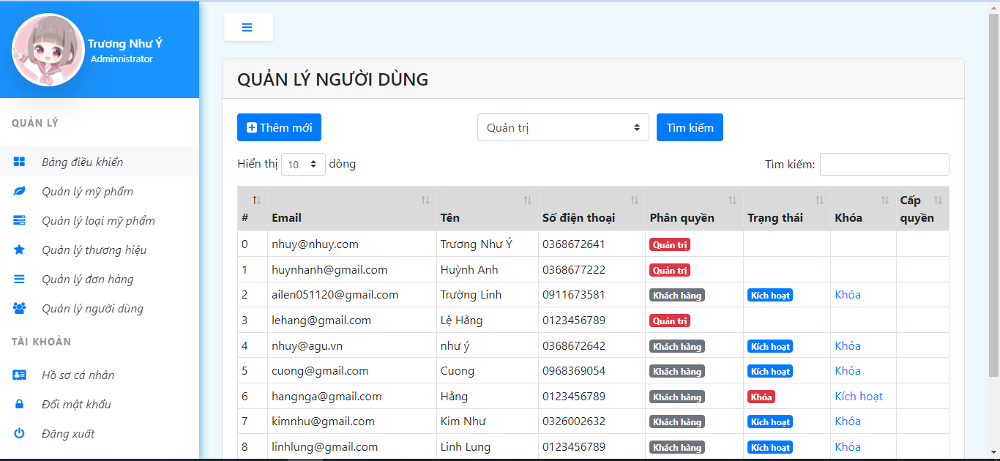 Trương Như Ý
Adminnistrator
QUẢN LÝ
Bảng điều khiển
Quản lý mỹ phẩm
Quản lý loại mỹ phẩm
Quản lý thương hiệu
Quản lý đơn hàng
Quản lý người dùng
TÀI KHOẢN
Hồ sơ cá nhân
Đổi mật khẩu
Đăng xuất
QUẢN LÝ NGƯỜI DÙNG
Thêm mới Quản trị Tìm kiếm
Hiển thị 10 dòng Tìm kiếm:
# Email Tên Số điện thoại Phân quyền Trạng thái Khóa Cấp quyền
0 nhuy@nhuy.com Trương Như Ý 0368672641 Quản trị
1 huynhanh@gmail.com Huỳnh Anh 0368677222 Quản trị
2 ailen051120@gmail.com Trường Linh 0911673581 Khách hàng Kích hoạt Khóa
3 lehang@gmail.com Lệ Hằng 0123456789 Quản trị
4 nhuy@agu.vn như ý 0368672642 Khách hàng Kích hoạt Khóa
5 cuong@gmail.com Cuong 0968369054 Khách hàng Kích hoạt Khóa
6 hangnga@gmail.com Hằng 0123456789 Khách hàng Khóa Kích hoạt
7 kimnhu@gmail.com Kim Như 0326002632 Khách hàng Kích hoạt Khóa
8 linhlung@gmail.com Linh Lung 0123456789 Khách hàng Kích hoạt Khóa